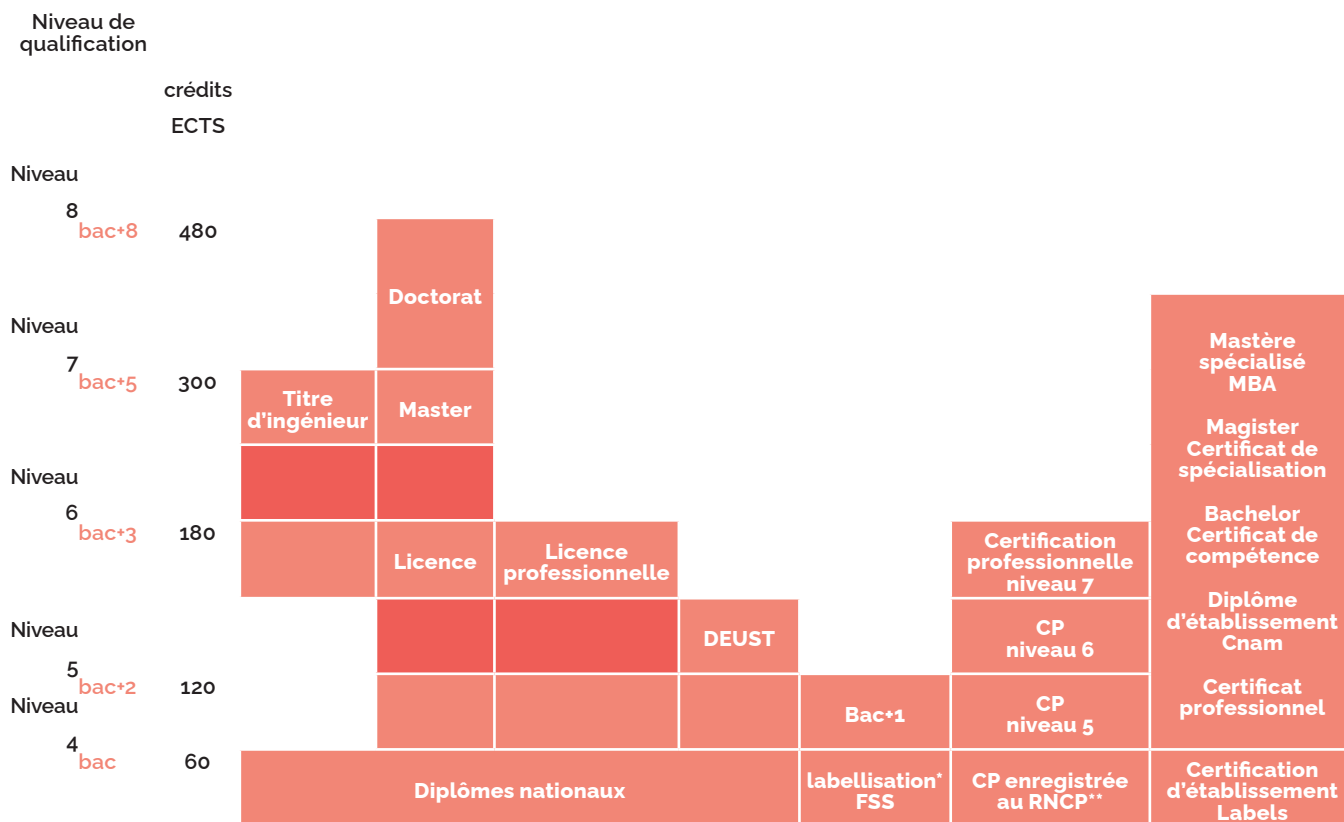 Niveau de
qualification
crédits
ECTS
Niveau
8
bac+8
480
Doctorat
Niveau
7
bac+5
300
Titre
d'ingénieur
Master
Niveau
6
bac+3
180
Licence
Licence
professionnelle
Certification
professionnelle
niveau 7
Niveau
5
bac+2
120
DEUST
CP
niveau 6
Niveau
4
bac
60
Bac+1
CP
niveau 5
Mastère
spécialisé
MBA
Magister
Certificat de
spécialisation
Bachelor
Certificat de
compétence
Diplôme
d'établissement
Cnam
Certificat
professionnel
Diplômes nationaux
labellisation*
FSS
CP enregistrée
au RNCP**
Certification
d'établissement
Labels